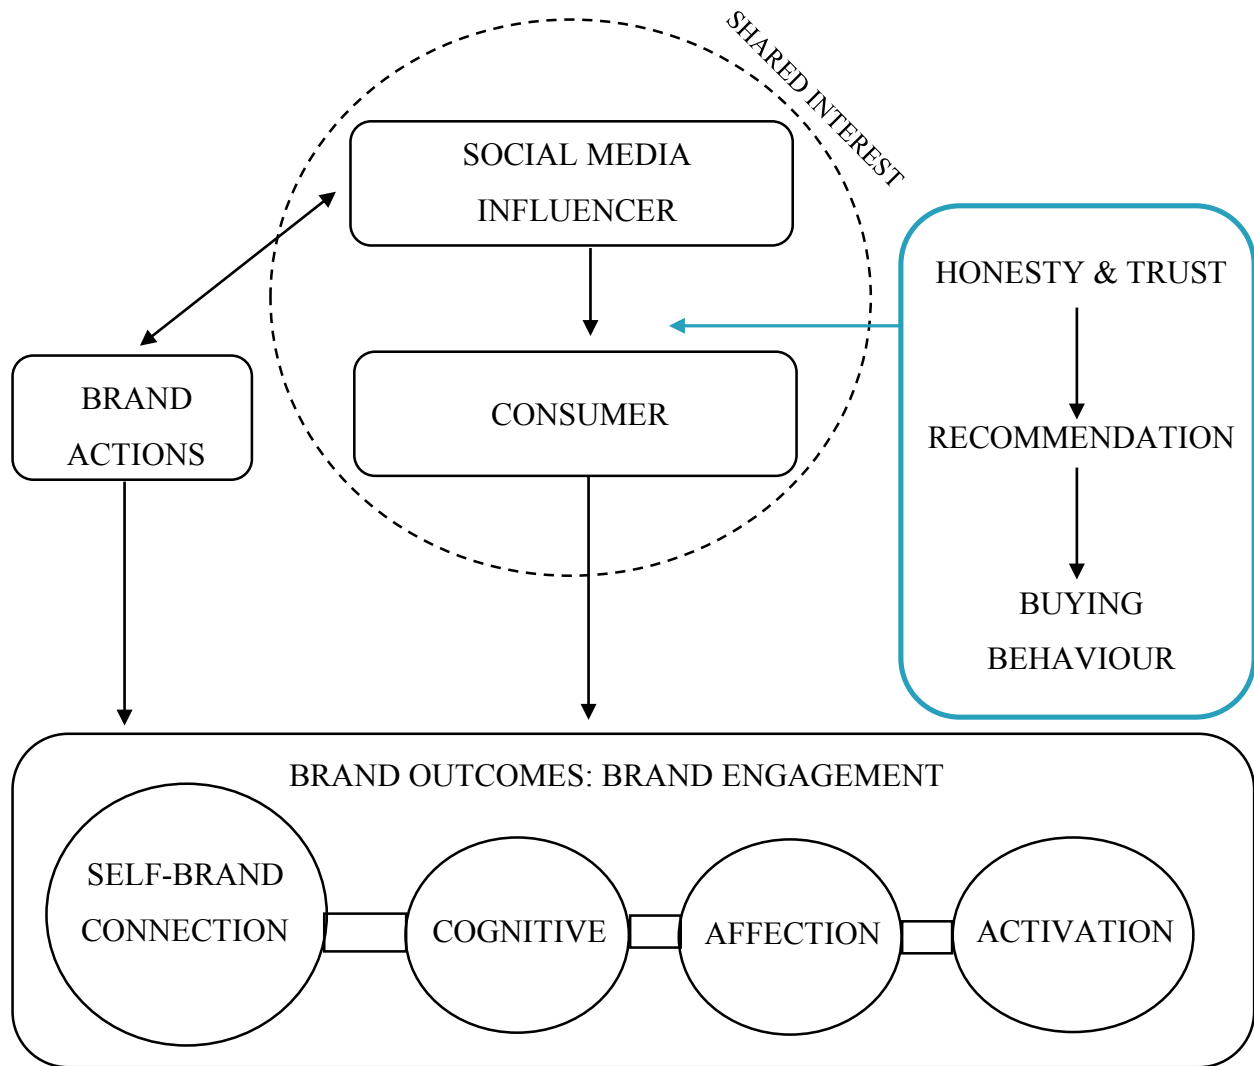 SHARED INTEREST
SOCIAL MEDIA
INFLUENCER
HONESTY & TRUST
BRAND
ACTIONS
CONSUMER
RECOMMENDATION
BUYING
BEHAVIOUR
BRAND OUTCOMES: BRAND ENGAGEMENT
SELF-BRAND
CONNECTION
COGNITIVE
AFFECTION
ACTIVATION